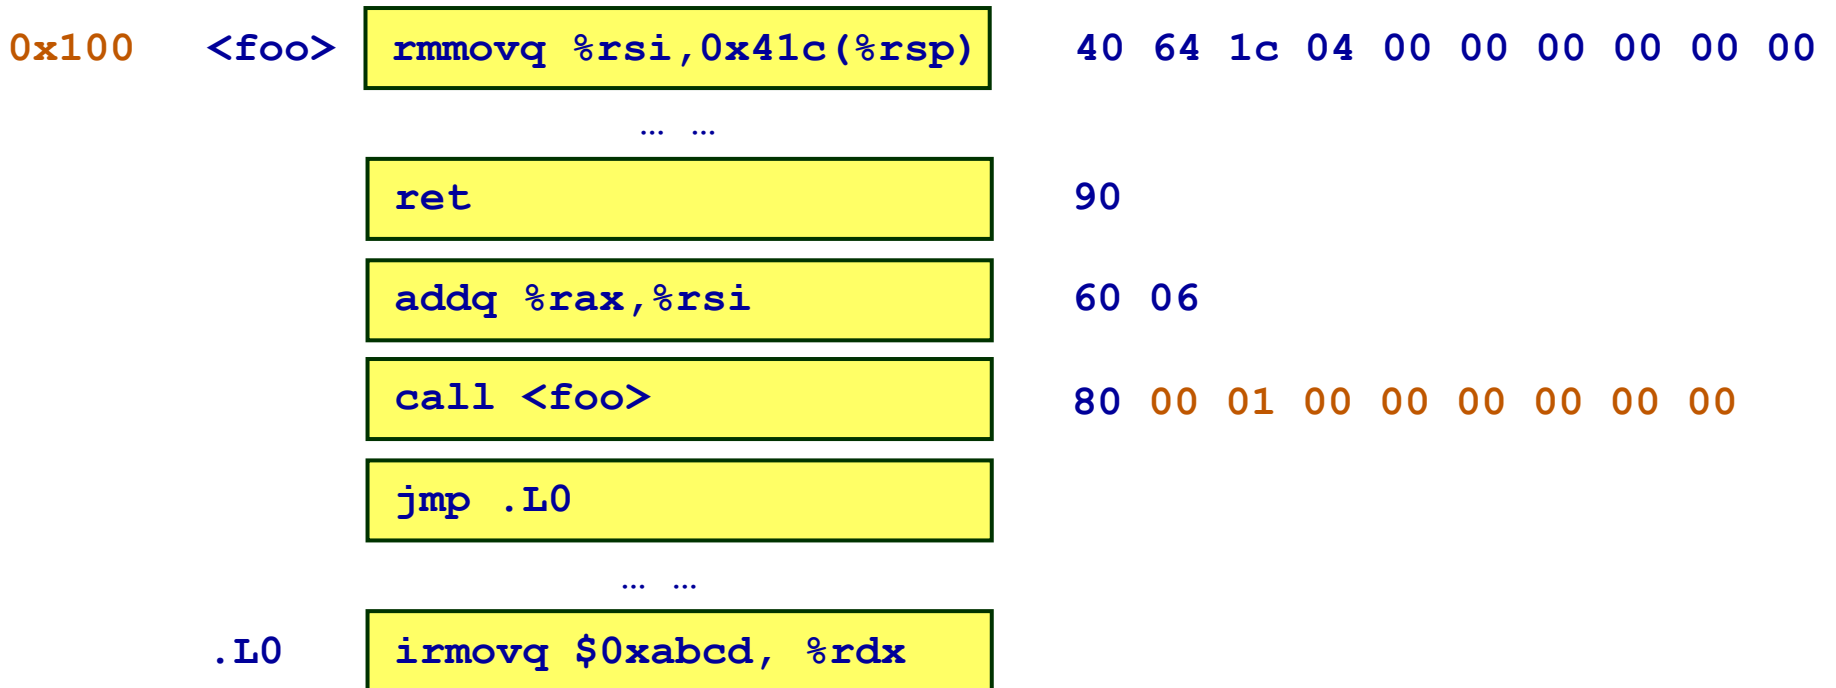 0x100 <foo> rmmovq %rsi,0x41c(%rsp) 40 64 1c 04 00 00 00 00 00 00
… …
ret 90
addq %rax,%rsi 60 06
call <foo> 80 00 01 00 00 00 00 00 00
jmp .L0
… …
.L0 irmovq $0xabcd, %rdx